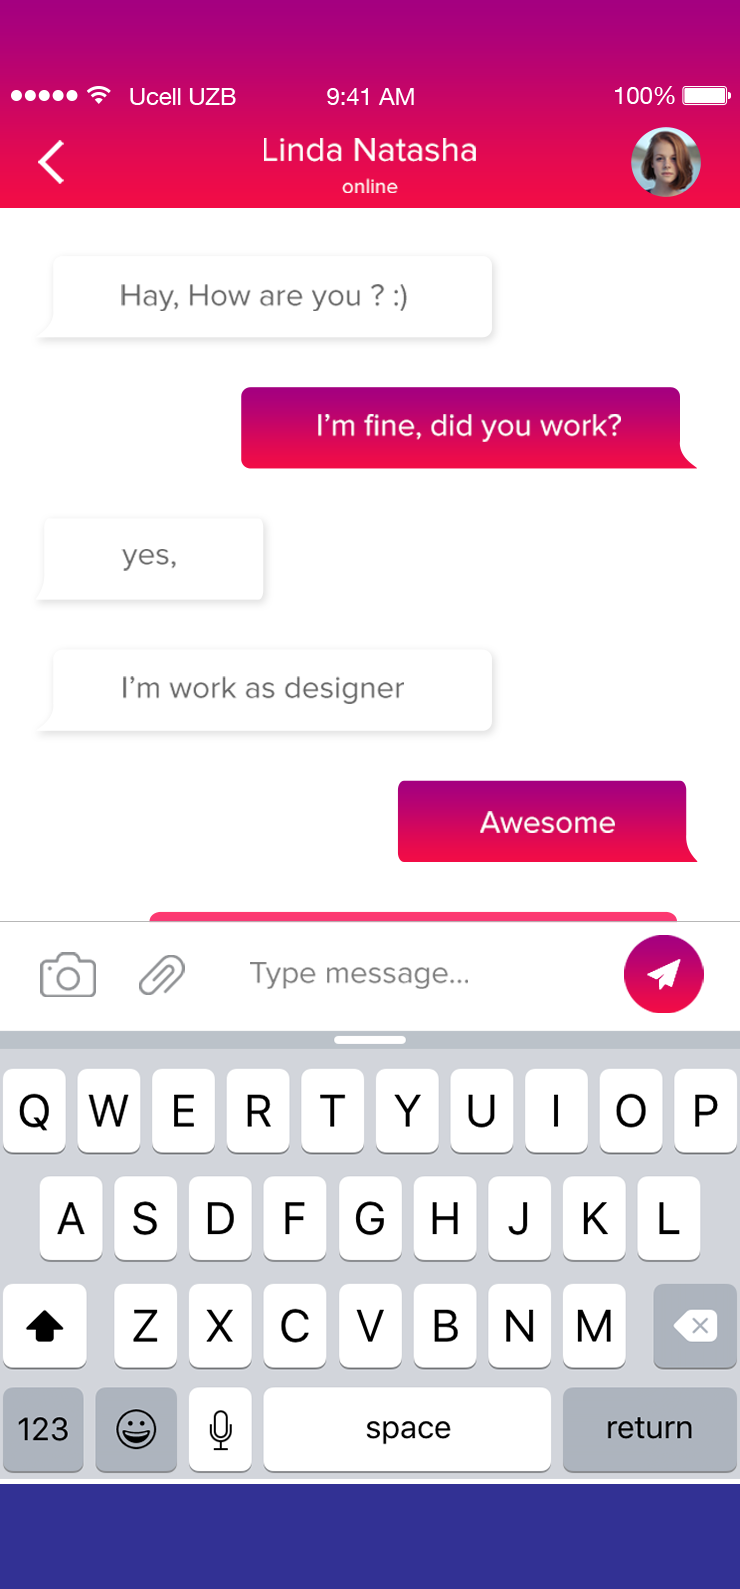 Ucell UZB 9:41 AM 100%
Linda Natasha
online
Hay, How are you ? :)
I’m fine, did you work?
yes,
I’m work as designer
Awesome
Type message...
Q W E R T Y U I O P
A S D F G H J K L
Z X C V B N M
123 space return